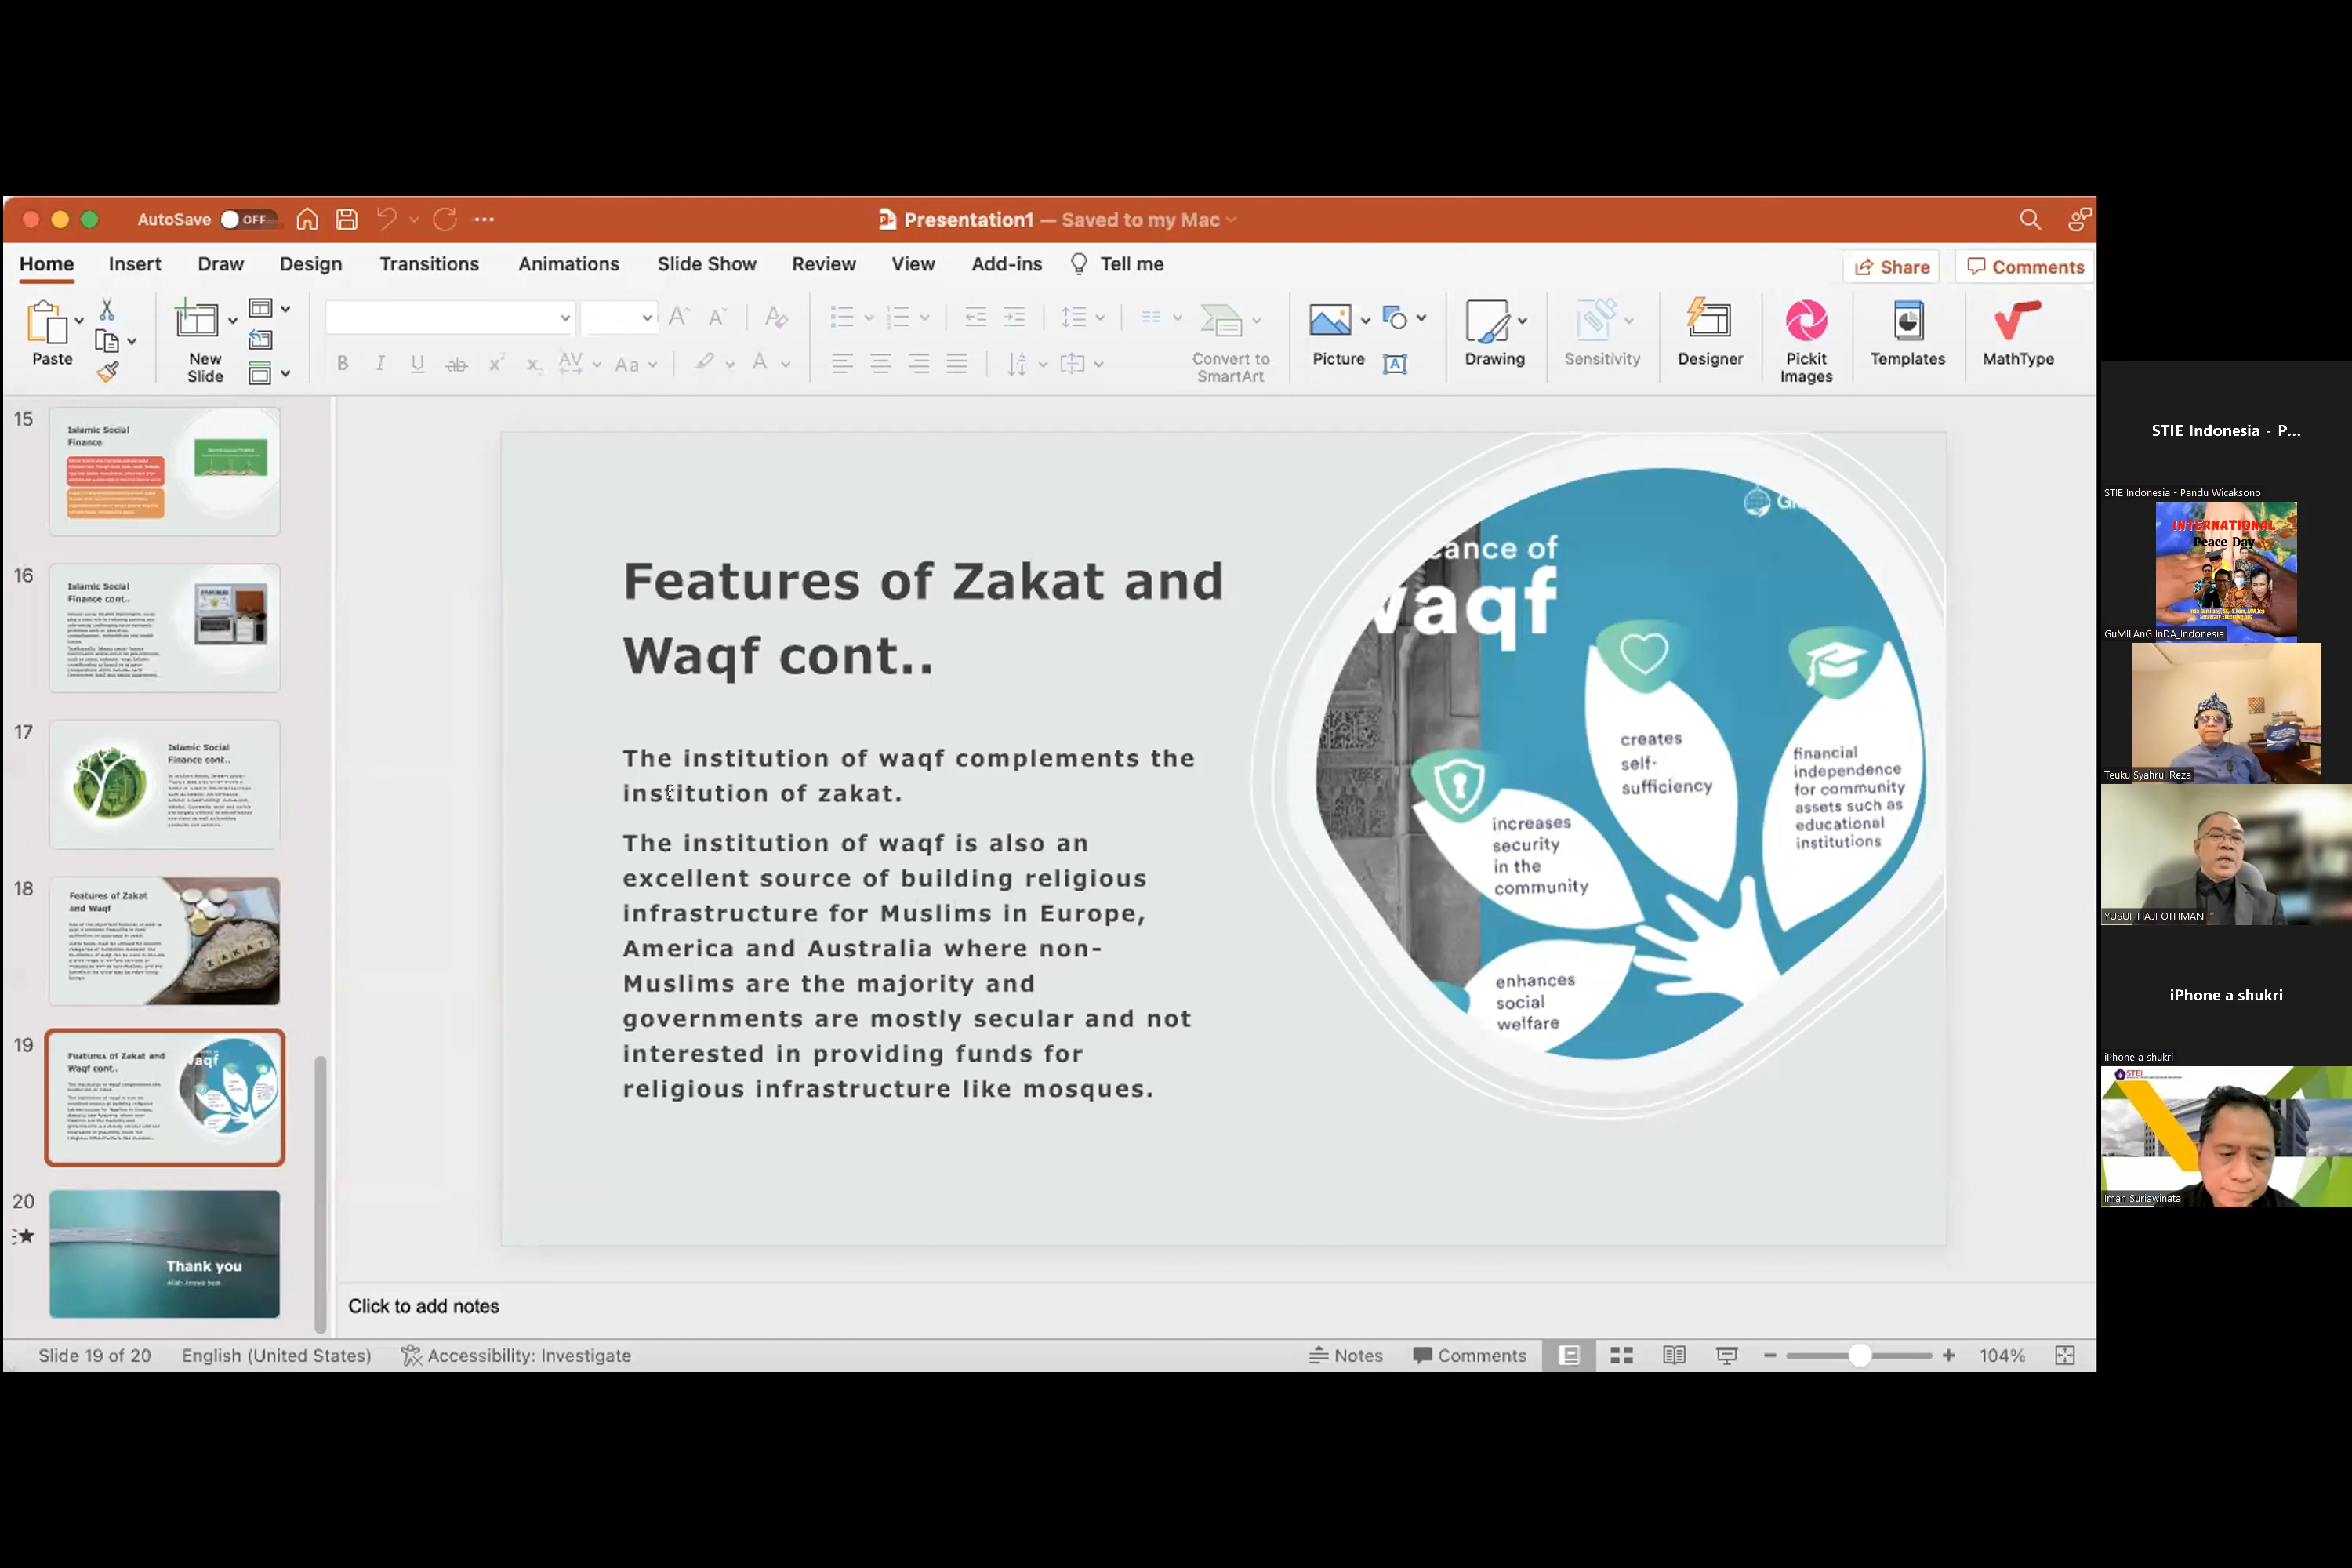 AutoSave OFF
Presentation1 — Saved to my Mac
Home Insert Draw Design Transitions Animations Slide Show Review View Add-ins Tell me
Share Comments
Paste
New
Slide
Convert to
SmartArt
Picture
Drawing
Sensitivity
Designer
Pickit
Images
Templates
MathType
15
Islamic Social
Finance
16
Islamic Social
Finance cont..
17
Islamic Social
Finance cont..
18
Features of Zakat
and Waqf
ZAKAT
19
Features of Zakat and
Waqf cont..
waqf
20
Thank you
Features of Zakat and
Waqf cont..
The institution of waqf complements the
institution of zakat.
The institution of waqf is also an
excellent source of building religious
infrastructure for Muslims in Europe,
America and Australia where non-
Muslims are the majority and
governments are mostly secular and not
interested in providing funds for
religious infrastructure like mosques.
ance of
waqf
creates
self-
sufficiency
financial
independence
for community
assets such as
educational
institutions
increases
security
in the
community
enhances
social
welfare
Click to add notes
Slide 19 of 20
English (United States)
Accessibility: Investigate
Notes
Comments
104%
STIE Indonesia - P...
STIE Indonesia - Pandu Wicaksono
INTERNATIONAL
Peace Day
GuMILAnG InDA_Indonesia
Teuku Syahrul Reza
YUSUF HAJI OTHMAN
iPhone a shukri
iPhone a shukri
STEI
Iman Suriawinata